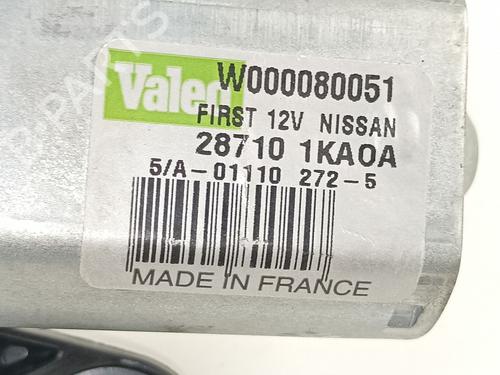 Valeo
W000080051
FIRST 12V NISSAN
28710 1KA0A
5/A-01110 272-5
MADE IN FRANCE